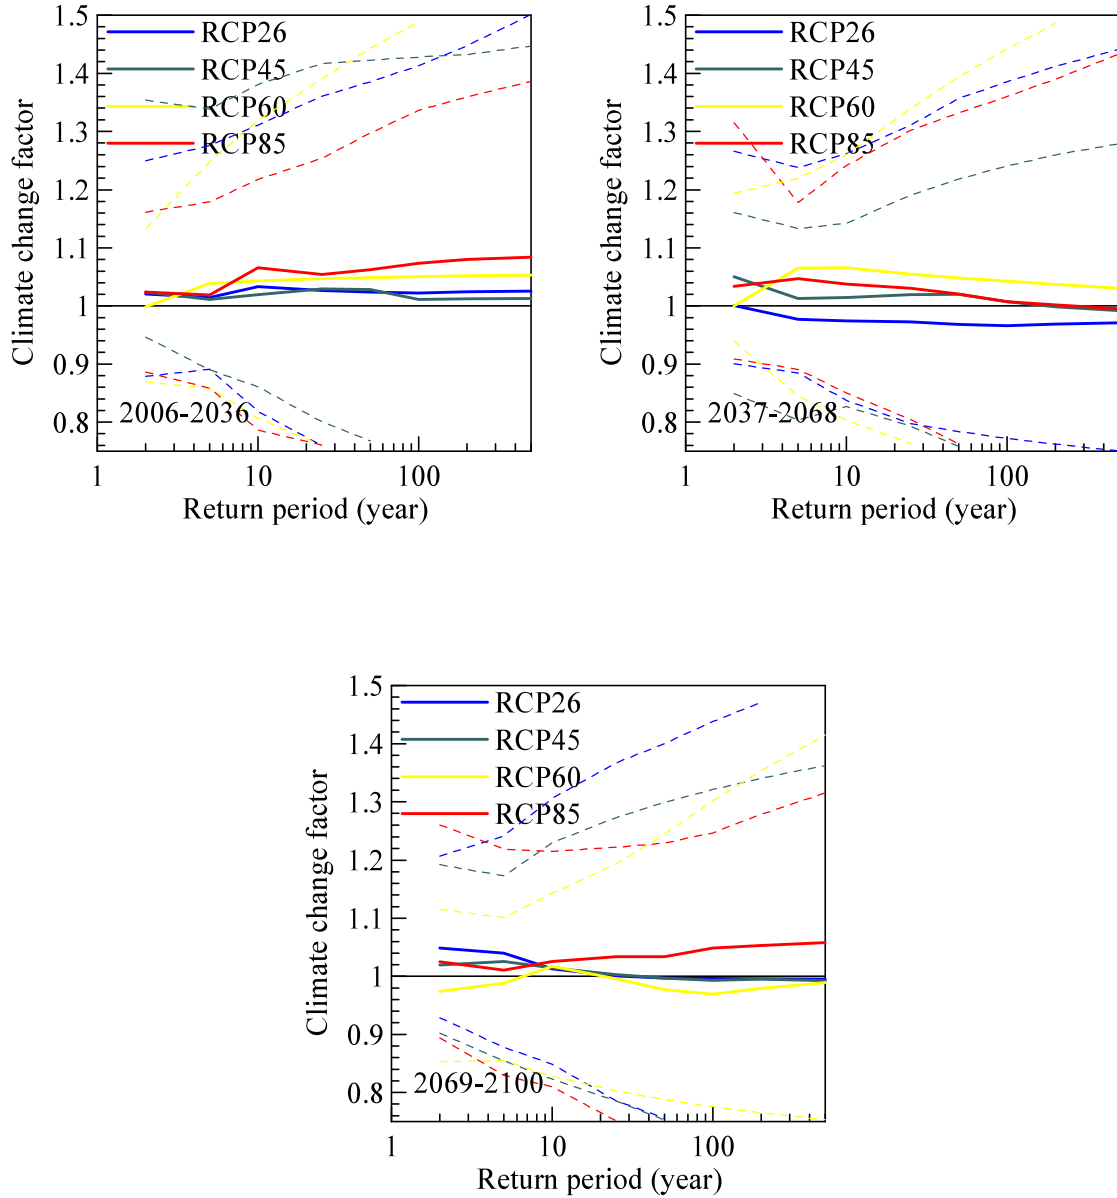 1.5
1.4
1.3
1.2
1.1
1
0.9
0.8
Climate change factor
RCP26
RCP45
RCP60
RCP85
2006-2036
1 10 100
Return period (year)
1.5
1.4
1.3
1.2
1.1
1
0.9
0.8
Climate change factor
RCP26
RCP45
RCP60
RCP85
2037-2068
1 10 100
Return period (year)
1.5
1.4
1.3
1.2
1.1
1
0.9
0.8
Climate change factor
RCP26
RCP45
RCP60
RCP85
2069-2100
1 10 100
Return period (year)